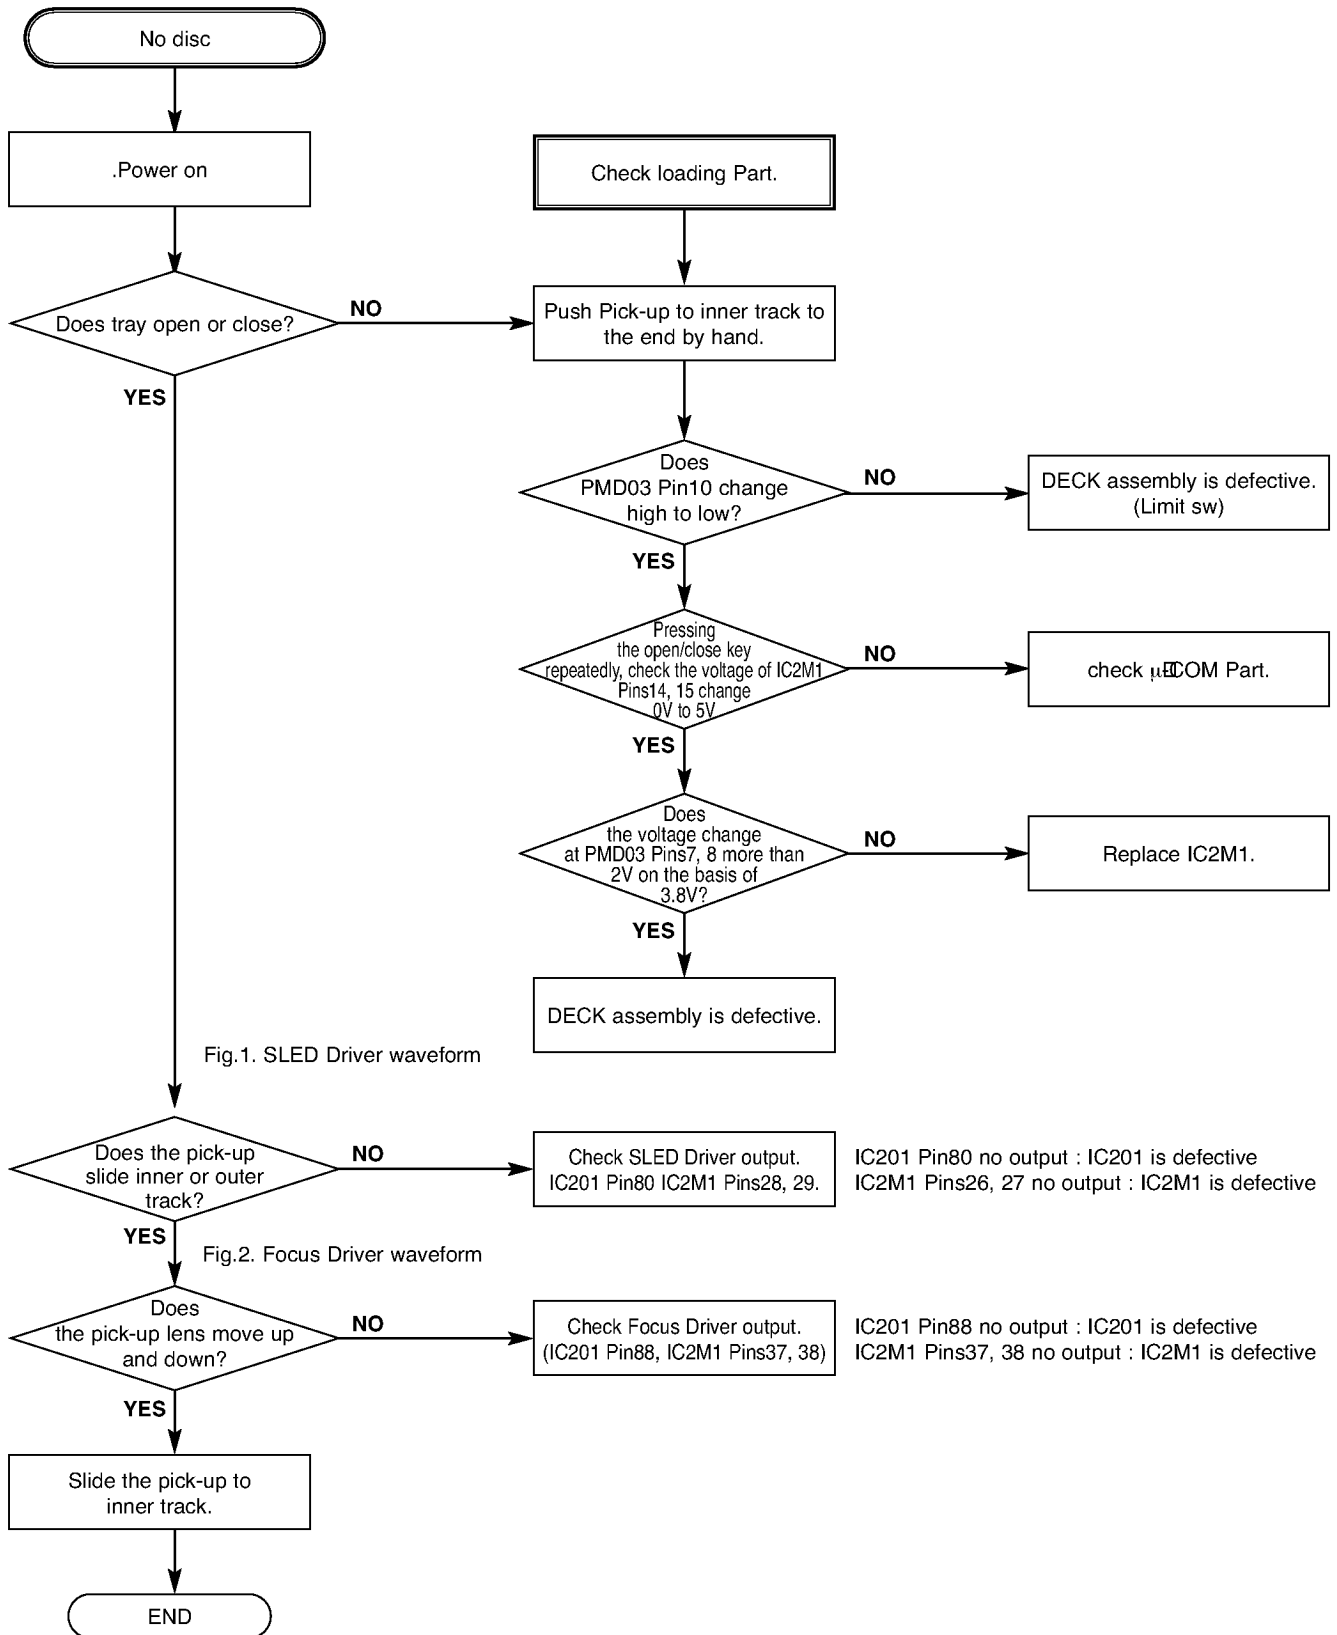 No disc
.Power on
Check loading Part.
Does tray open or close?
NO
Push Pick-up to inner track to
the end by hand.
YES
Does
PMD03 Pin10 change
high to low?
NO
DECK assembly is defective.
(Limit sw)
YES
Pressing
the open/close key
repeatedly, check the voltage of IC2M1
Pins14, 15 change
0V to 5V
NO
check Part.
YES
Does
the voltage change
at PMD03 Pins7, 8 more than
2V on the basis of
3.8V?
NO
Replace IC2M1.
YES
DECK assembly is defective.
Fig.1. SLED Driver waveform
Does the pick-up
slide inner or outer
track?
NO
Check SLED Driver output.
IC201 Pin80 IC2M1 Pins28, 29.
IC201 Pin80 no output : IC201 is defective
IC2M1 Pins26, 27 no output : IC2M1 is defective
YES
Fig.2. Focus Driver waveform
Does
the pick-up lens move up
and down?
NO
Check Focus Driver output.
(IC201 Pin88, IC2M1 Pins37, 38)
IC201 Pin88 no output : IC201 is defective
IC2M1 Pins37, 38 no output : IC2M1 is defective
YES
Slide the pick-up to
inner track.
END